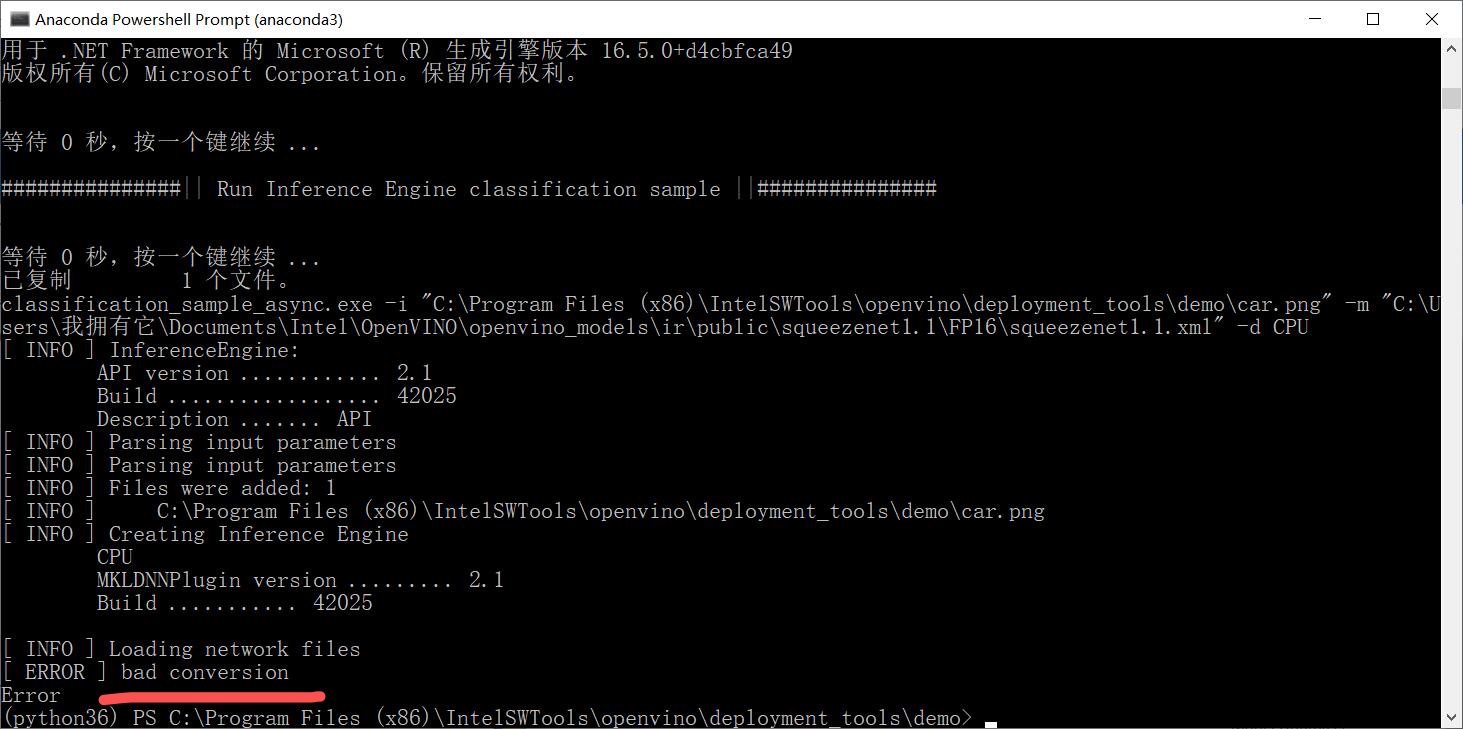 Anaconda Powershell Prompt (anaconda3)
用于 .NET Framework 的 Microsoft (R) 生成引擎版本 16.5.0+d4cbfca49
版权所有(C) Microsoft Corporation。保留所有权利。
等待 0 秒，按一个键继续 ...
###############|| Run Inference Engine classification sample ||###############
等待 0 秒，按一个键继续 ...
已复制         1 个文件。
classification_sample_async.exe -i "C:\Program Files (x86)\IntelSWTools\openvino\deployment_tools\demo\car.png" -m "C:\U
sers\我拥有它\Documents\Intel\OpenVINO\openvino_models\ir\public\squeezenet1.1\FP16\squeezenet1.1.xml" -d CPU
[ INFO ] InferenceEngine:
API version ............ 2.1
Build .................. 42025
Description ....... API
[ INFO ] Parsing input parameters
[ INFO ] Parsing input parameters
[ INFO ] Files were added: 1
[ INFO ]     C:\Program Files (x86)\IntelSWTools\openvino\deployment_tools\demo\car.png
[ INFO ] Creating Inference Engine
CPU
MKLDNNPlugin version ......... 2.1
Build ........... 42025
[ INFO ] Loading network files
[ ERROR ] bad conversion
Error
(python36) PS C:\Program Files (x86)\IntelSWTools\openvino\deployment_tools\demo>